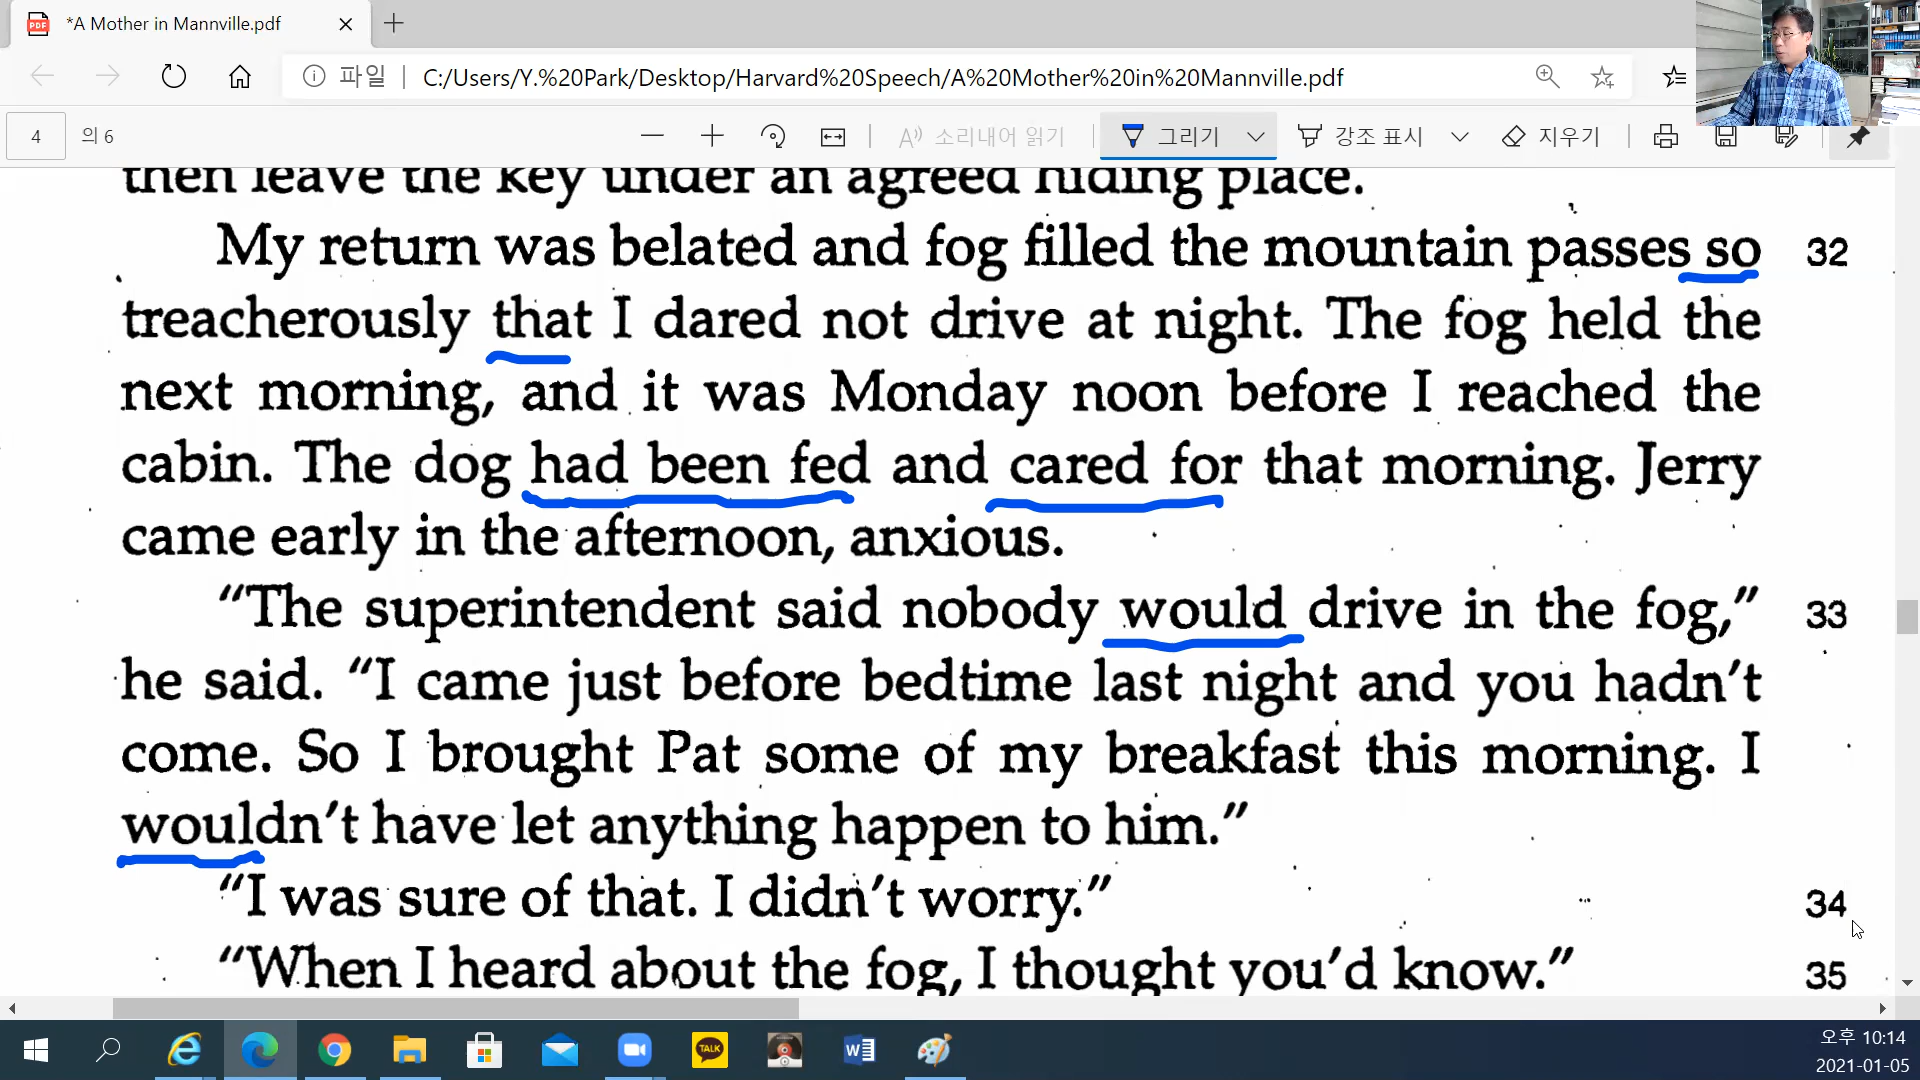 *A Mother in Mannville.pdf
파일 C:/Users/Y.%20Park/Desktop/Harvard%20Speech/A%20Mother%20in%20Mannville.pdf
4 의 6 소리내어 읽기 그리기 강조 표시 지우기
then leave the key under an agreed hiding place.
My return was belated and fog filled the mountain passes so 32
treacherously that I dared not drive at night. The fog held the
next morning, and it was Monday noon before I reached the
cabin. The dog had been fed and cared for that morning. Jerry
came early in the afternoon, anxious.
“The superintendent said nobody would drive in the fog,” 33
he said. “I came just before bedtime last night and you hadn’t
come. So I brought Pat some of my breakfast this morning. I
wouldn’t have let anything happen to him.”
“I was sure of that. I didn’t worry.” 34
“When I heard about the fog, I thought you’d know.” 35
TALK
오후 10:14
2021-01-05